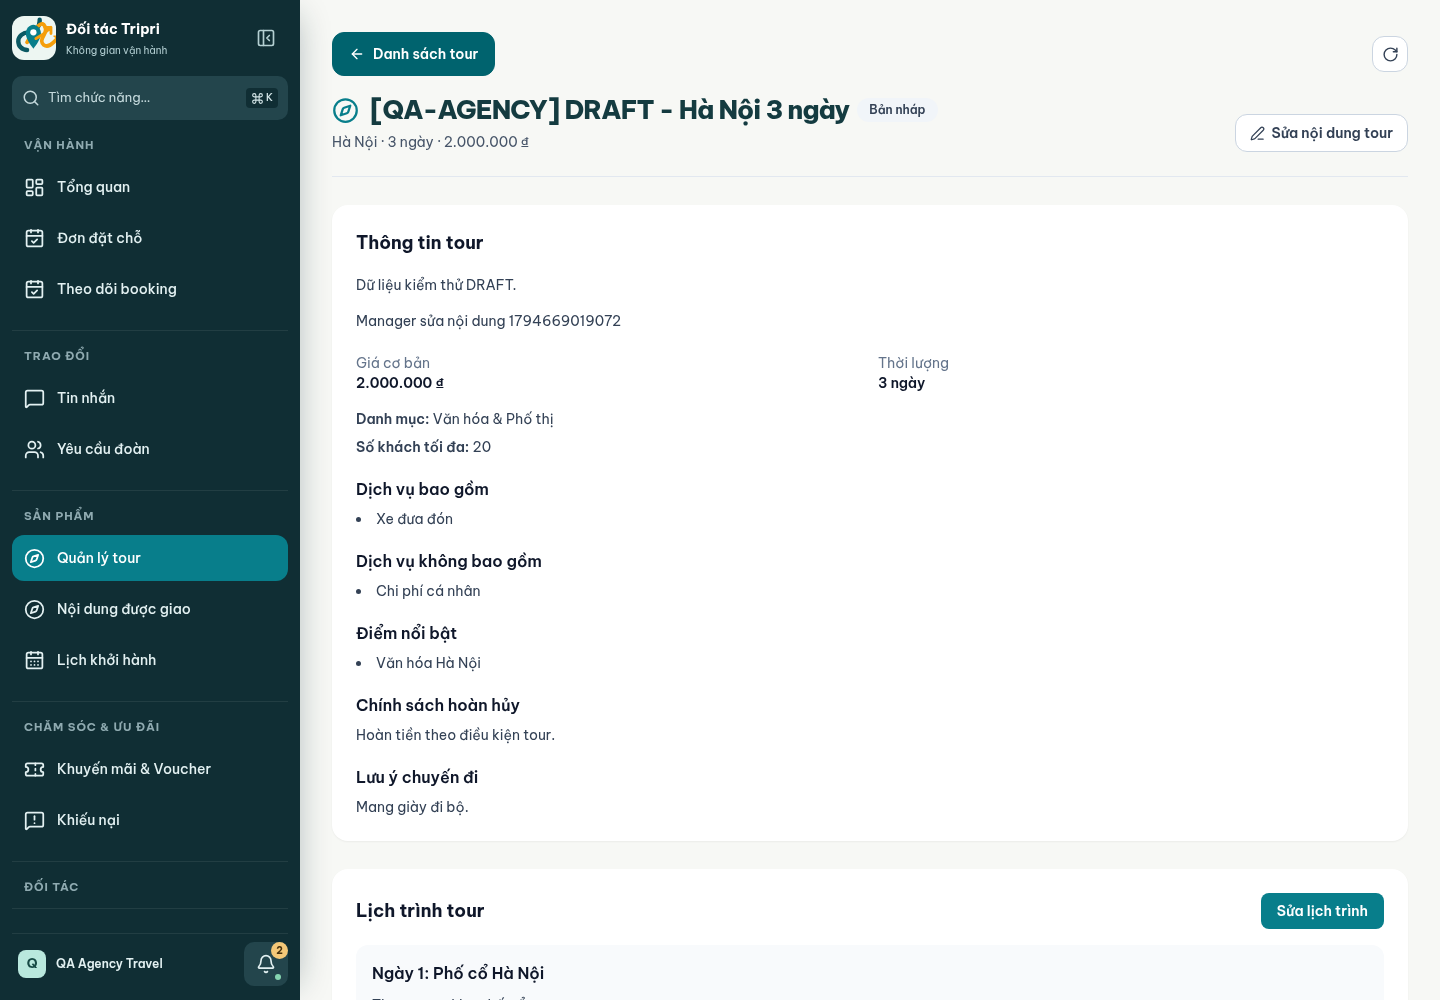 Đối tác Tripri
Không gian vận hành
Tìm chức năng...
⌘ K
VẬN HÀNH
Tổng quan
Đơn đặt chỗ
Theo dõi booking
TRAO ĐỔI
Tin nhắn
Yêu cầu đoàn
SẢN PHẨM
Quản lý tour
Nội dung được giao
Lịch khởi hành
CHĂM SÓC & ƯU ĐÃI
Khuyến mãi & Voucher
Khiếu nại
ĐỐI TÁC
Q
QA Agency Travel
2
Danh sách tour
[QA-AGENCY] DRAFT - Hà Nội 3 ngày
Bản nháp
Hà Nội · 3 ngày · 2.000.000 ₫
Sửa nội dung tour
Thông tin tour
Dữ liệu kiểm thử DRAFT.
Manager sửa nội dung 1794669019072
Giá cơ bản
2.000.000 ₫
Thời lượng
3 ngày
Danh mục: Văn hóa & Phố thị
Số khách tối đa: 20
Dịch vụ bao gồm
• Xe đưa đón
Dịch vụ không bao gồm
• Chi phí cá nhân
Điểm nổi bật
• Văn hóa Hà Nội
Chính sách hoàn hủy
Hoàn tiền theo điều kiện tour.
Lưu ý chuyến đi
Mang giày đi bộ.
Lịch trình tour
Sửa lịch trình
Ngày 1: Phố cổ Hà Nội